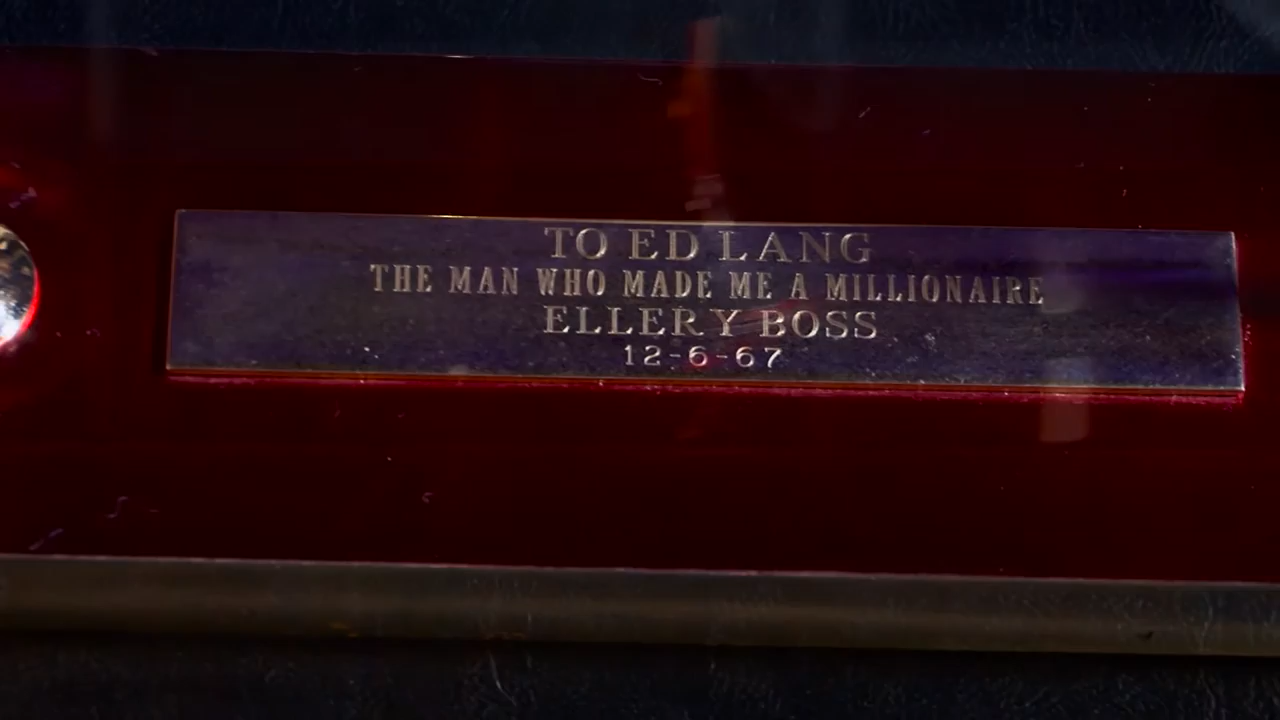 TO ED LANG
THE MAN WHO MADE ME A MILLIONAIRE
ELLERY BOSS
12-6-67